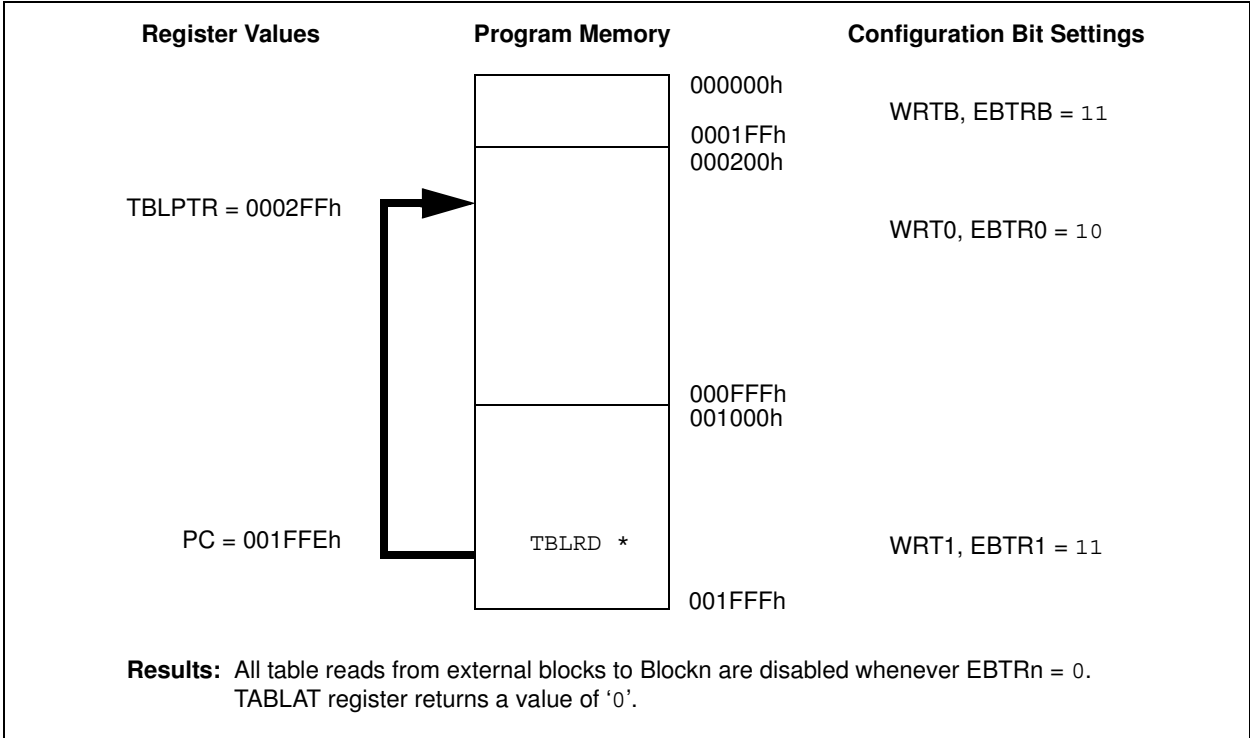 Register Values Program Memory Configuration Bit Settings
000000h
WRTB, EBTRB = 11
0001FFh
000200h
TBLPTR = 0002FFh
WRT0, EBTR0 = 10
000FFFh
001000h
PC = 001FFEh TBLRD * WRT1, EBTR1 = 11
001FFFh
Results: All table reads from external blocks to Blockn are disabled whenever EBTRn = 0.
TABLAT register returns a value of ‘0’.